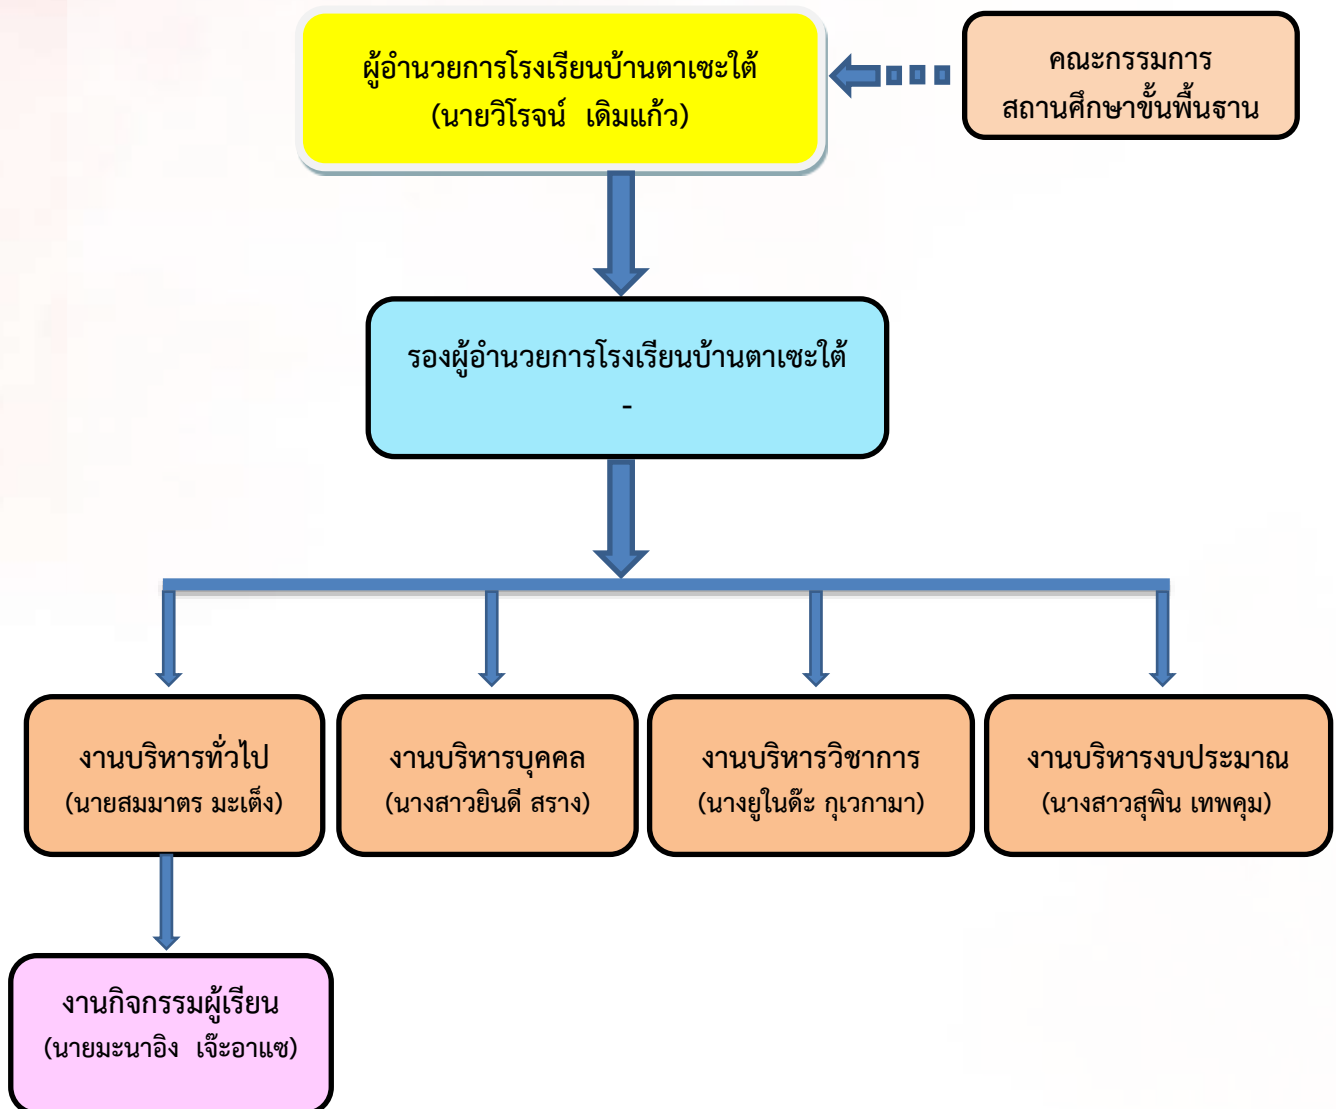 ผู้อำนวยการโรงเรียนบ้านตาเซะใต้
(นายวิโรจน์ เดิมแก้ว)
คณะกรรมการ
สถานศึกษาขั้นพื้นฐาน
รองผู้อำนวยการโรงเรียนบ้านตาเซะใต้
-
งานบริหารทั่วไป
(นายสมมาตร มะเต็ง)
งานบริหารบุคคล
(นางสาวยินดี สราง)
งานบริหารวิชาการ
(นางยูไนด๊ะ กุเวกามา)
งานบริหารงบประมาณ
(นางสาวสุพิน เทพคุม)
งานกิจกรรมผู้เรียน
(นายมะนาอิง เจ๊ะอาแซ)